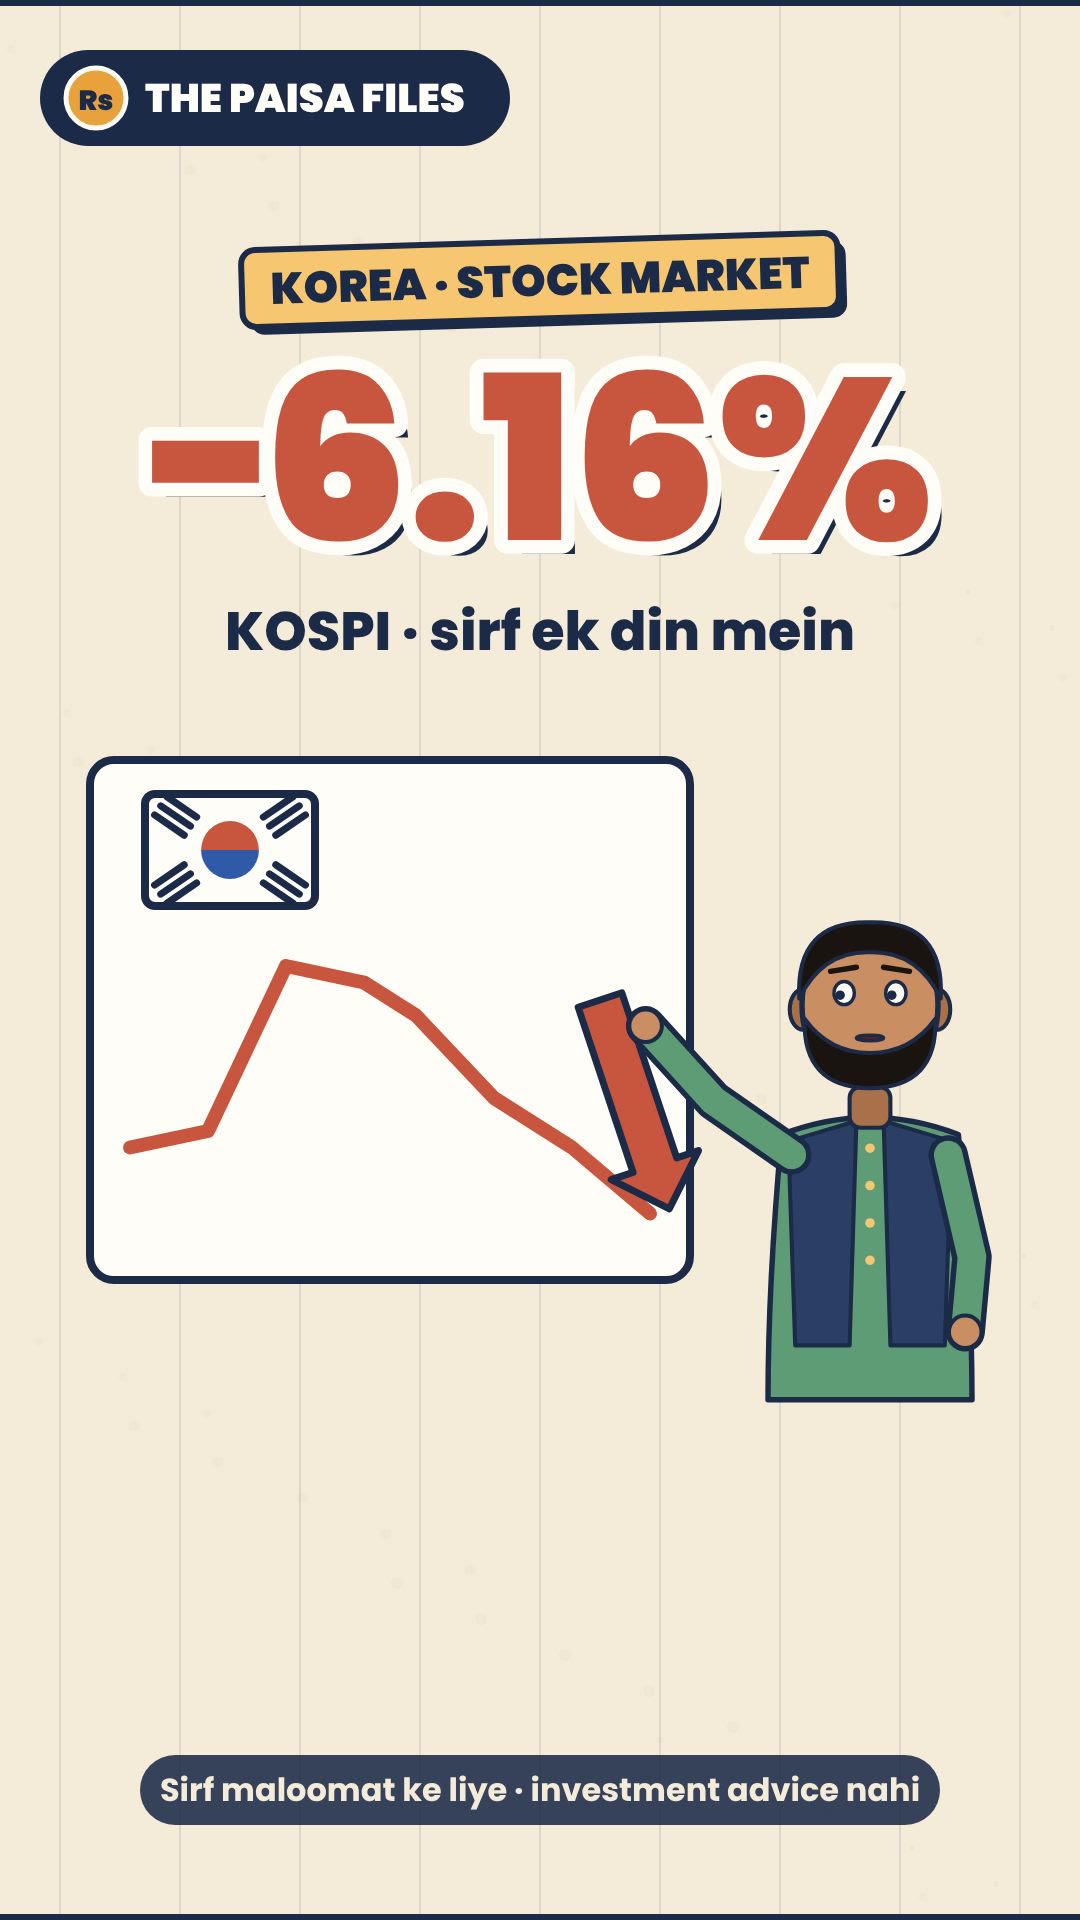 Rs THE PAISA FILES
KOREA · STOCK MARKET
-6.16%
KOSPI · sirf ek din mein
Sirf maloomat ke liye · investment advice nahi